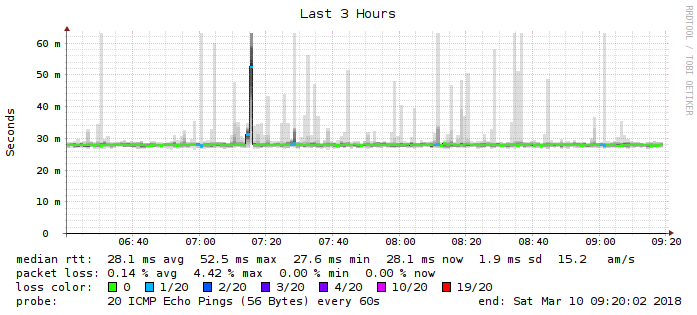 Last 3 Hours
RRDTOOL / TOBI OETIKER
Seconds
60 m
50 m
40 m
30 m
20 m
10 m
0
06:40 07:00 07:20 07:40 08:00 08:20 08:40 09:00 09:20
median rtt: 28.1 ms avg 52.5 ms max 27.6 ms min 28.1 ms now 1.9 ms sd 15.2 am/s
packet loss: 0.14 % avg 4.42 % max 0.00 % min 0.00 % now
loss color: 0 1/20 2/20 3/20 4/20 10/20 19/20
probe: 20 ICMP Echo Pings (56 Bytes) every 60s end: Sat Mar 10 09:20:02 2018